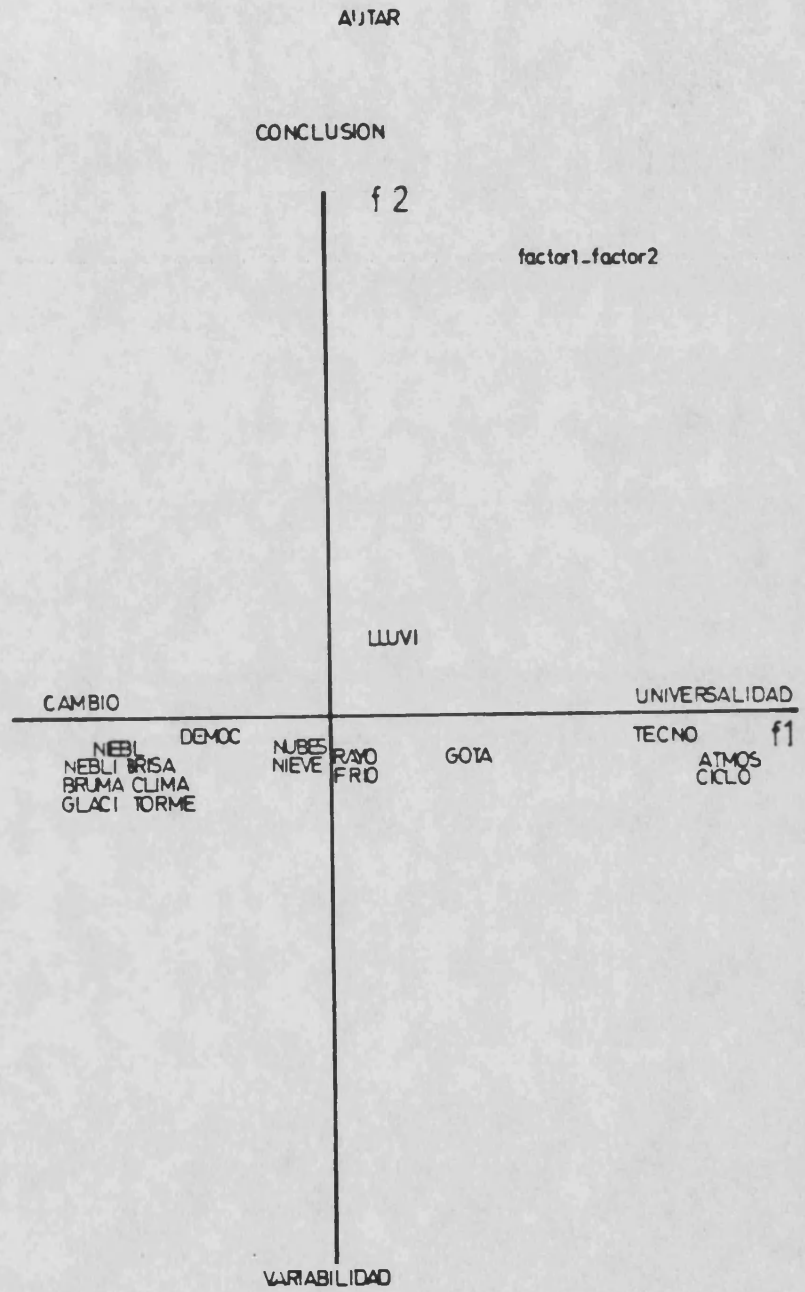 AUTAR
CONCLUSION
f 2
factor1_factor2
LLUVI
CAMBIO UNIVERSALIDAD
DEMOC TECNO f1
NEBL NUBES RAYO GOTA ATMOS
NEBLI BRISA NIEVE FRIO CICLO
BRUMA CLIMA
GLACI TORME
VARIABILIDAD